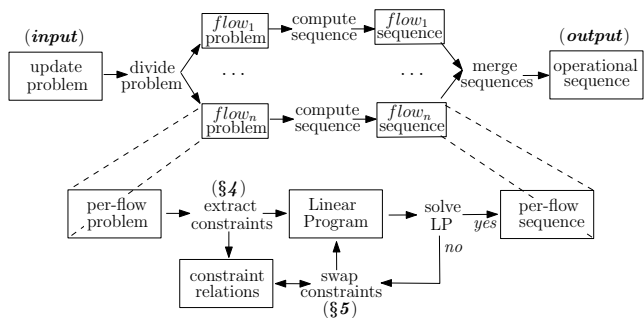 (input)
update
problem
divide
problem
flow₁
problem
compute
sequence
flow₁
sequence
...
...
flowₙ
problem
compute
sequence
flowₙ
sequence
merge
sequences
(output)
operational
sequence
per-flow
problem
(§4)
extract
constraints
Linear
Program
solve
LP
yes
no
per-flow
sequence
constraint
relations
swap
constraints
(§5)